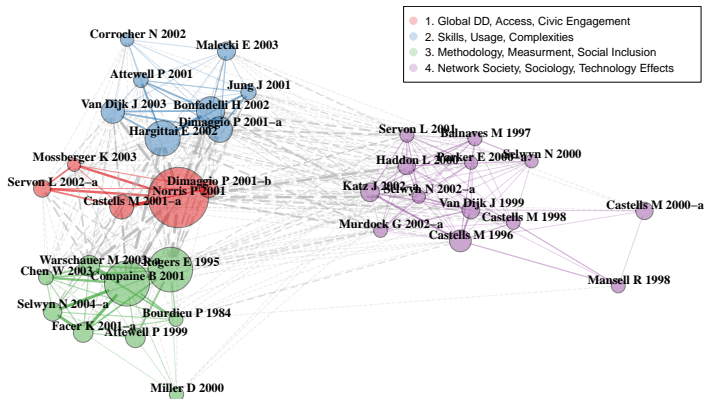 1. Global DD, Access, Civic Engagement
2. Skills, Usage, Complexities
3. Methodology, Measurment, Social Inclusion
4. Network Society, Sociology, Technology Effects
Corrocher N 2002
Malecki E 2003
Attewell P 2001
Jung J 2001
Van Dijk J 2003
Bonfadelli H 2002
Dimaggio P 2001−a
Hargittai E 2002
Mossberger K 2003
Servon L 2002−a
Dimaggio P 2001−b
Norris P 2001
Castells M 2001−a
Warschauer M 2003−a
Rogers E 1995
Chen W 2003
Compaine B 2001
Selwyn N 2004−a
Bourdieu P 1984
Facer K 2001−a
Attewell P 1999
Miller D 2000
Servon L 2001
Balnaves M 1997
Haddon L 2000
Parker E 2000−a
Selwyn N 2000
Katz J 2002−a
Selwyn N 2002−a
Van Dijk J 1999
Castells M 1998
Castells M 2000−a
Murdock G 2002−a
Castells M 1996
Mansell R 1998